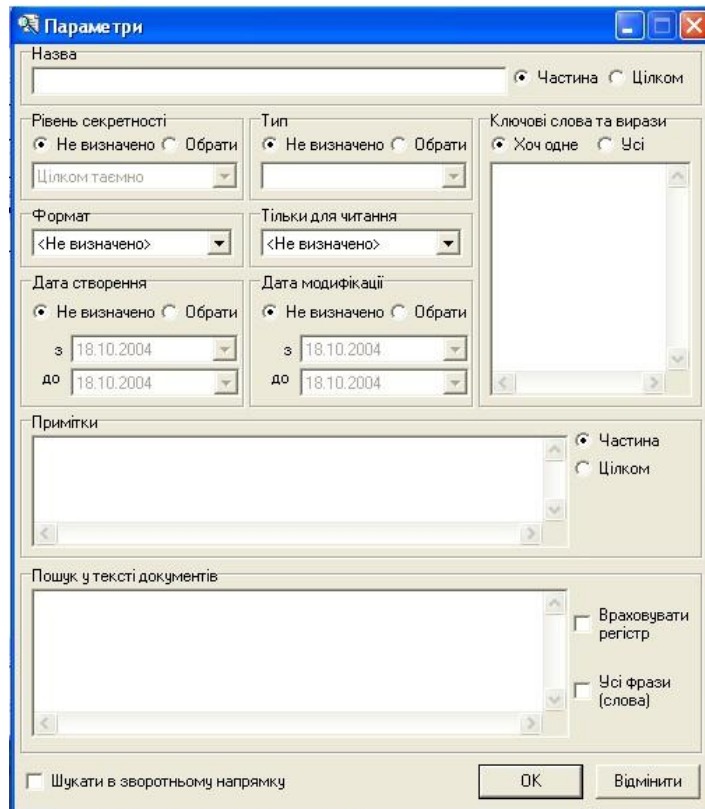 Параметри
Назва
Частина Цілком
Рівень секретності Тип Ключові слова та вирази
Не визначено Обрати Не визначено Обрати Хоч одне Усі
Цілком таємно
Формат Тільки для читання
<Не визначено> <Не визначено>
Дата створення Дата модифікації
Не визначено Обрати Не визначено Обрати
з 18.10.2004 з 18.10.2004
до 18.10.2004 до 18.10.2004
Примітки
Частина
Цілком
Пошук у тексті документів
Враховувати
регістр
Усі фрази
(слова)
Шукати в зворотньому напрямку OK Відмінити